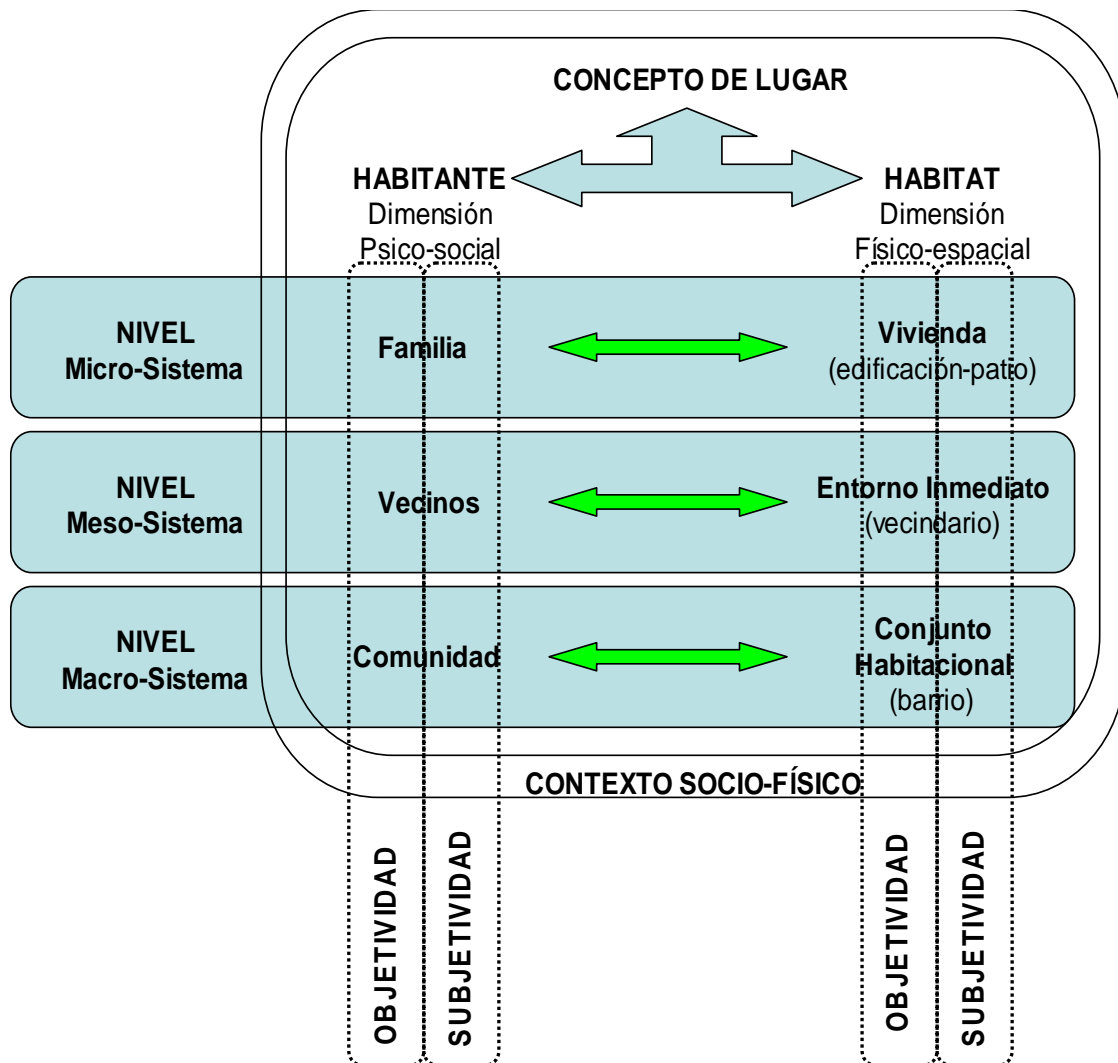 CONCEPTO DE LUGAR
HABITANTE
Dimensión
Psico-social
HABITAT
Dimensión
Físico-espacial
NIVEL
Micro-Sistema
Familia
Vivienda
(edificación-patio)
NIVEL
Meso-Sistema
Vecinos
Entorno Inmediato
(vecindario)
NIVEL
Macro-Sistema
Comunidad
Conjunto
Habitacional
(barrio)
CONTEXTO SOCIO-FÍSICO
OBJETIVIDAD
SUBJETIVIDAD
OBJETIVIDAD
SUBJETIVIDAD